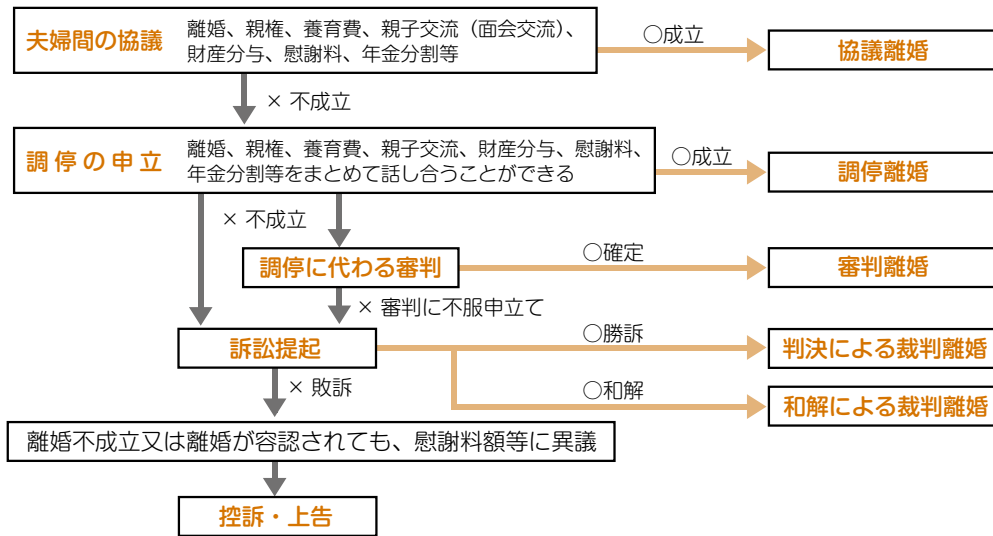 夫婦間の協議
離婚、親権、養育費、親子交流（面会交流）、
財産分与、慰謝料、年金分割等
○成立
協議離婚
× 不成立
調停の申立
離婚、親権、養育費、親子交流、財産分与、慰謝料、
年金分割等をまとめて話し合うことができる
○成立
調停離婚
× 不成立
調停に代わる審判
○確定
審判離婚
× 審判に不服申立て
訴訟提起
○勝訴
判決による裁判離婚
× 敗訴
○和解
和解による裁判離婚
離婚不成立又は離婚が容認されても、慰謝料額等に異議
控訴・上告